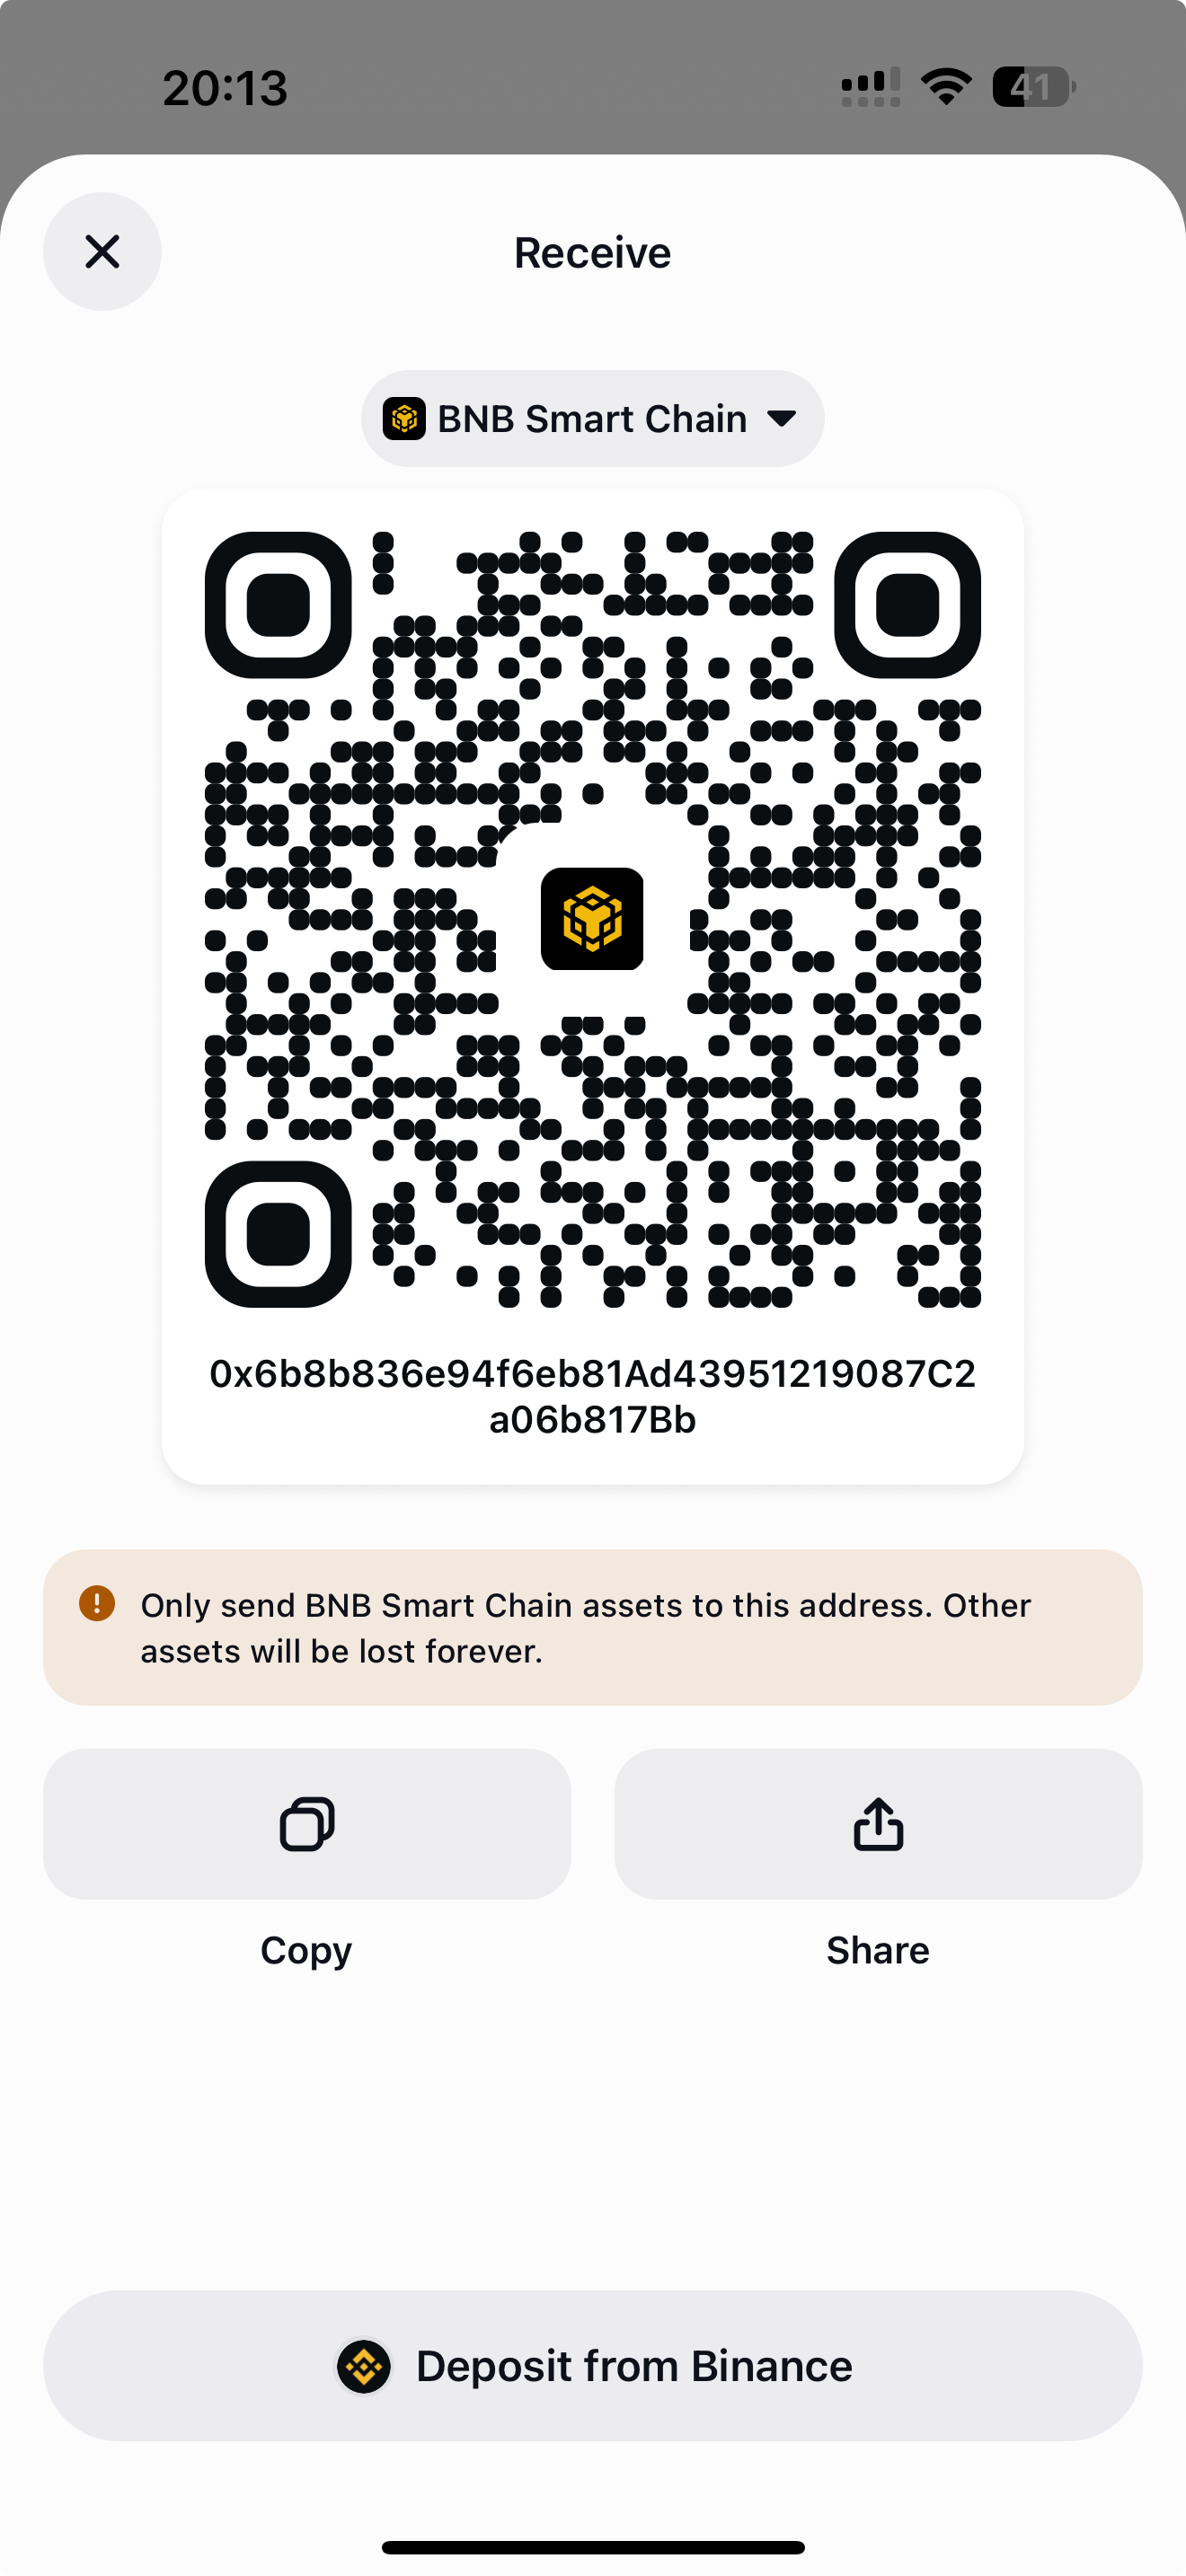 20:13
41
Receive
BNB Smart Chain
0x6b8b836e94f6eb81Ad43951219087C2
a06b817Bb
Only send BNB Smart Chain assets to this address. Other
assets will be lost forever.
Copy
Share
Deposit from Binance